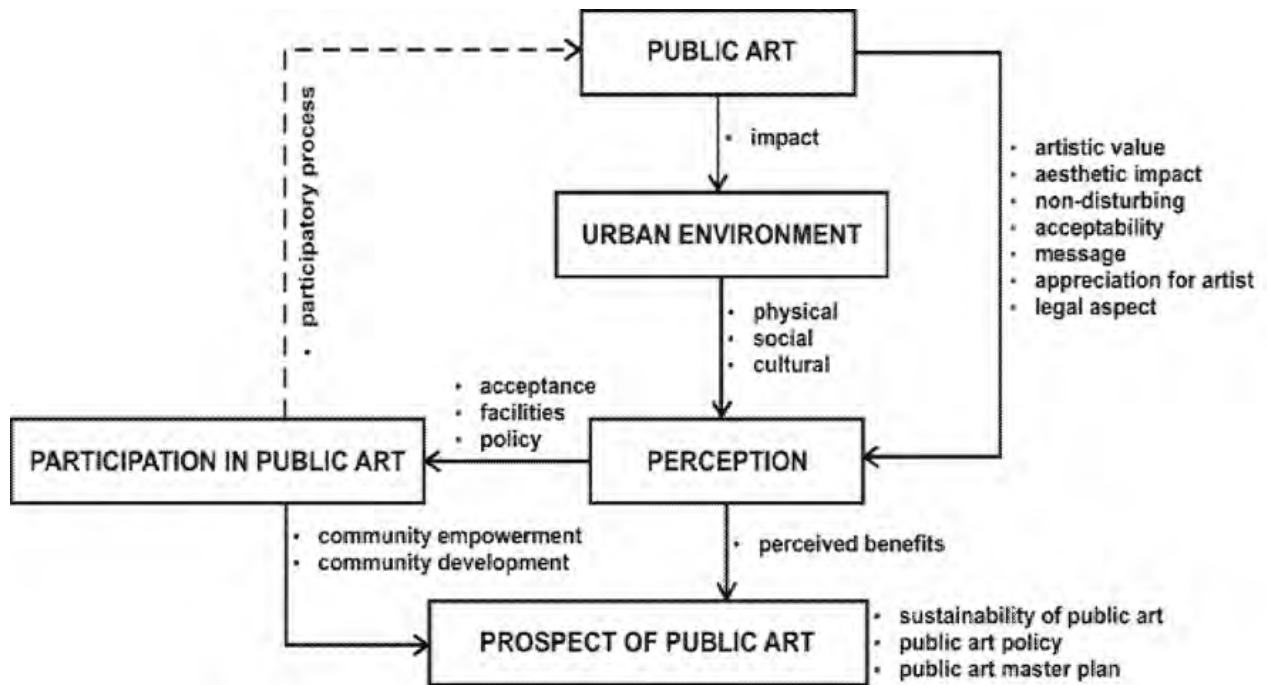 PUBLIC ART
• participatory process
• impact
• artistic value
• aesthetic impact
• non-disturbing
• acceptability
• message
• appreciation for artist
• legal aspect
URBAN ENVIRONMENT
• physical
• social
• cultural
• acceptance
• facilities
• policy
PARTICIPATION IN PUBLIC ART
PERCEPTION
• community empowerment
• community development
• perceived benefits
PROSPECT OF PUBLIC ART
• sustainability of public art
• public art policy
• public art master plan